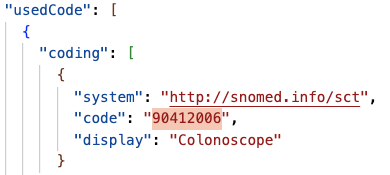 "usedCode": [
{
"coding": [
{
"system": "http://snomed.info/sct",
"code": "90412006",
"display": "Colonoscope"
}